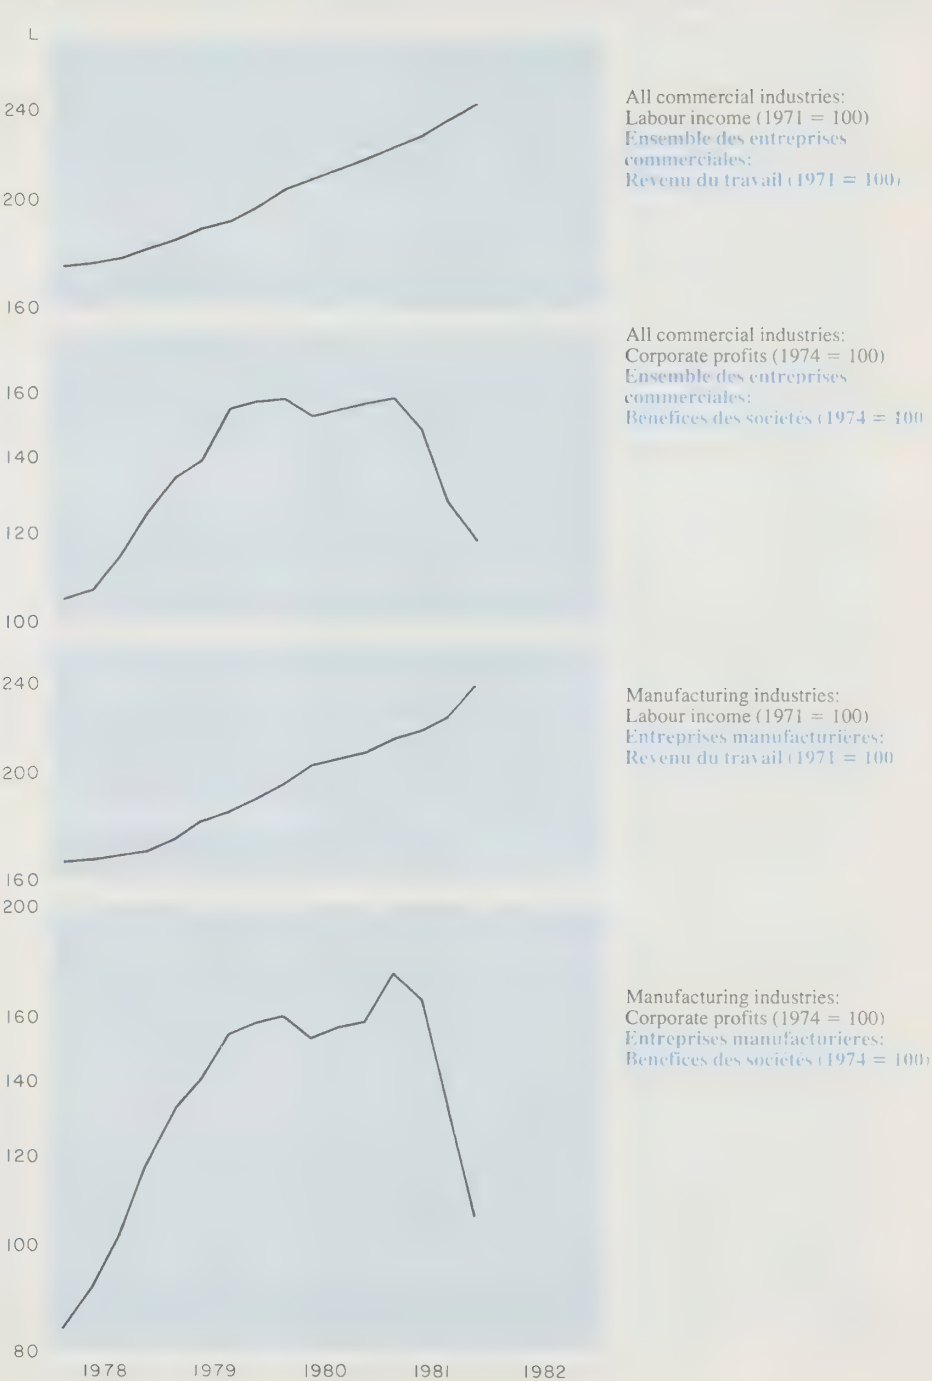 L
240
200
160
All commercial industries:
Labour income (1971 = 100)
Ensemble des entreprises
commerciales:
Revenu du travail (1971 = 100)
160
140
120
100
All commercial industries:
Corporate profits (1974 = 100)
Ensemble des entreprises
commerciales:
Benefices des societés (1974 = 100
240
200
160
Manufacturing industries:
Labour income (1971 = 100)
Entreprises manufacturieres:
Revenu du travail (1971 = 100
200
160
140
120
100
80
Manufacturing industries:
Corporate profits (1974 = 100)
Entreprises manufacturieres:
Benefices des sociétés (1974 = 100)
1978 1979 1980 1981 1982